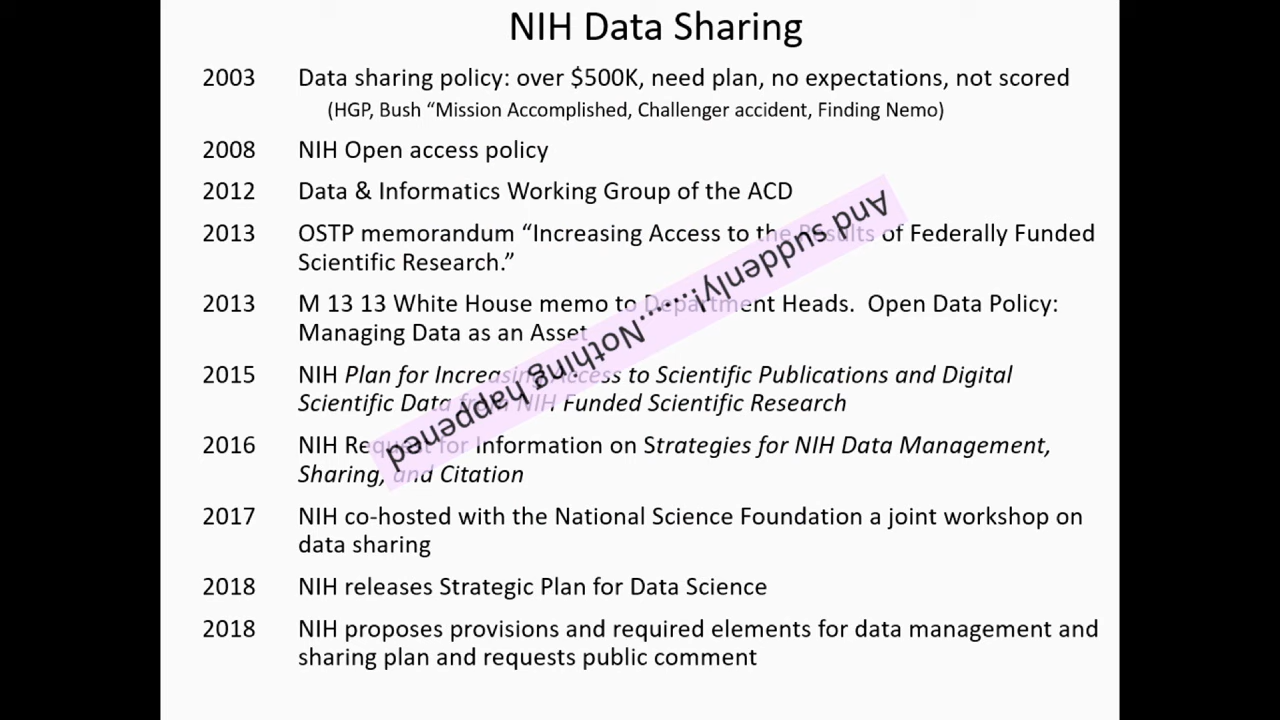 NIH Data Sharing
2003 Data sharing policy: over $500K, need plan, no expectations, not scored
(HGP, Bush “Mission Accomplished, Challenger accident, Finding Nemo)
2008 NIH Open access policy
2012 Data & Informatics Working Group of the ACD
2013 OSTP memorandum “Increasing Access to the Results of Federally Funded
Scientific Research.”
2013 M 13 13 White House memo to Department Heads. Open Data Policy:
Managing Data as an Asset
2015 NIH Plan for Increasing Access to Scientific Publications and Digital
Scientific Data from NIH Funded Scientific Research
2016 NIH Request for Information on Strategies for NIH Data Management,
Sharing, and Citation
2017 NIH co-hosted with the National Science Foundation a joint workshop on
data sharing
2018 NIH releases Strategic Plan for Data Science
2018 NIH proposes provisions and required elements for data management and
sharing plan and requests public comment
And suddenly!.....Nothing happened